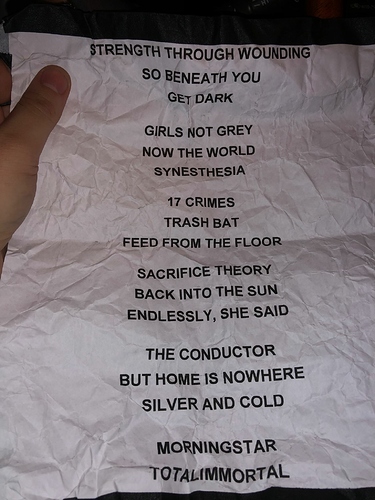 STRENGTH THROUGH WOUNDING
SO BENEATH YOU
GET DARK
GIRLS NOT GREY
NOW THE WORLD
SYNESTHESIA
17 CRIMES
TRASH BAT
FEED FROM THE FLOOR
SACRIFICE THEORY
BACK INTO THE SUN
ENDLESSLY, SHE SAID
THE CONDUCTOR
BUT HOME IS NOWHERE
SILVER AND COLD
MORNINGSTAR
TOTALIMMORTAL